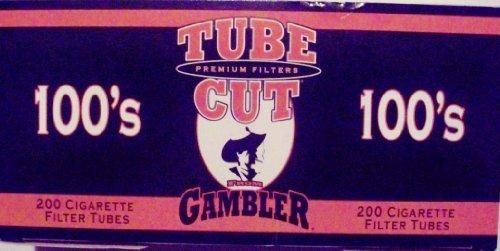 TUBE
PREMIUM FILTERS
CUT
100's
100's
GAMBLER
200 CIGARETTE
FILTER TUBES
200 CIGARETTE
FILTER TUBES